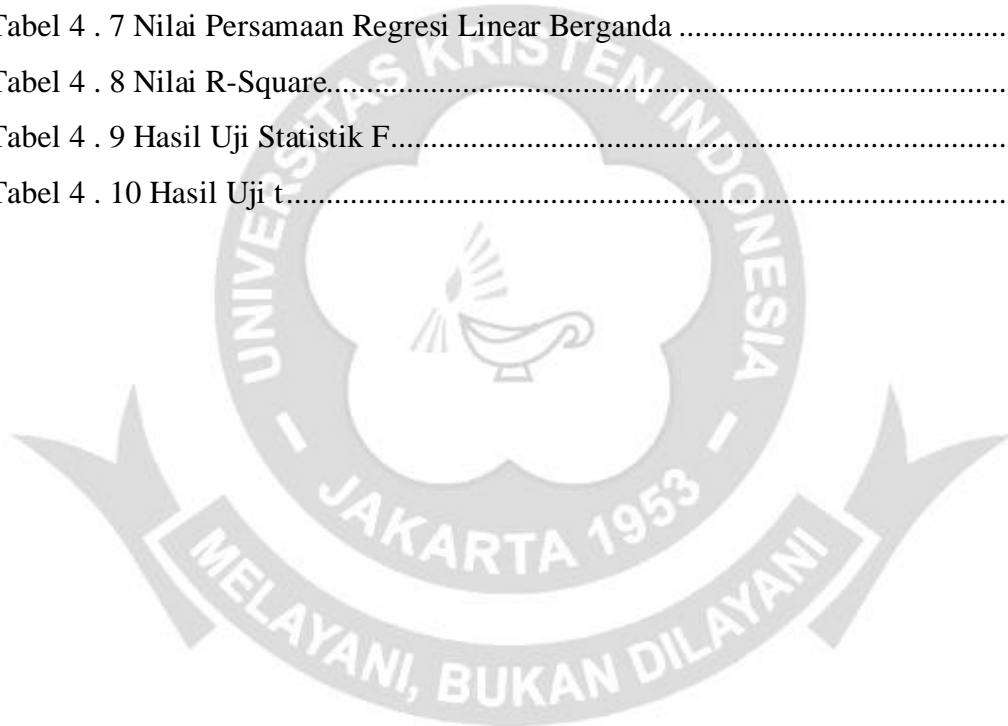 Tabel 4 . 7 Nilai Persamaan Regresi Linear Berganda ........................................
Tabel 4 . 8 Nilai R-Square....................................................................................
Tabel 4 . 9 Hasil Uji Statistik F............................................................................
Tabel 4 . 10 Hasil Uji t.........................................................................................
UNIVERSITAS KRISTEN INDONESIA
- JAKARTA 1953 -
MELAYANI, BUKAN DILAYANI